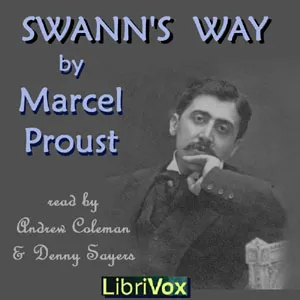 SWANN'S WAY
by
Marcel
Proust
read by
Andrew Coleman
& Denny Sayers
LibriVox